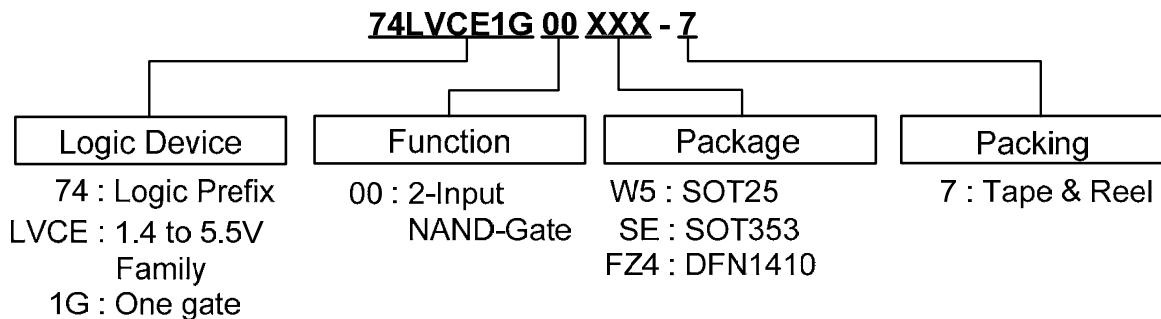 74LVCE1G 00 XXX - 7
Logic Device
74 : Logic Prefix
LVCE : 1.4 to 5.5V
Family
1G : One gate
Function
00 : 2-Input
NAND-Gate
Package
W5 : SOT25
SE : SOT353
FZ4 : DFN1410
Packing
7 : Tape & Reel